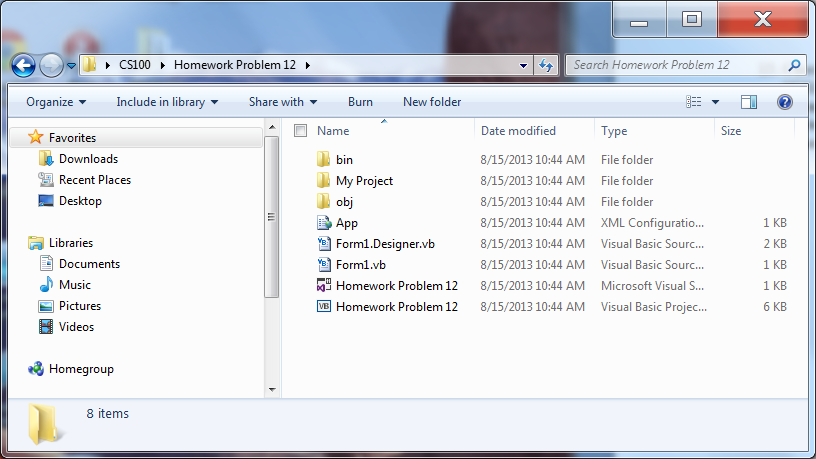 CS100 Homework Problem 12 Search Homework Problem 12
Organize Include in library Share with Burn New folder
Favorites
Downloads
Recent Places
Desktop
Libraries
Documents
Music
Pictures
Videos
Homegroup
Name Date modified Type Size
bin 8/15/2013 10:44 AM File folder
My Project 8/15/2013 10:44 AM File folder
obj 8/15/2013 10:44 AM File folder
App 8/15/2013 10:44 AM XML Configuratio... 1 KB
Form1.Designer.vb 8/15/2013 10:44 AM Visual Basic Sourc... 2 KB
Form1.vb 8/15/2013 10:44 AM Visual Basic Sourc... 1 KB
Homework Problem 12 8/15/2013 10:44 AM Microsoft Visual S... 1 KB
Homework Problem 12 8/15/2013 10:44 AM Visual Basic Projec... 6 KB
8 items